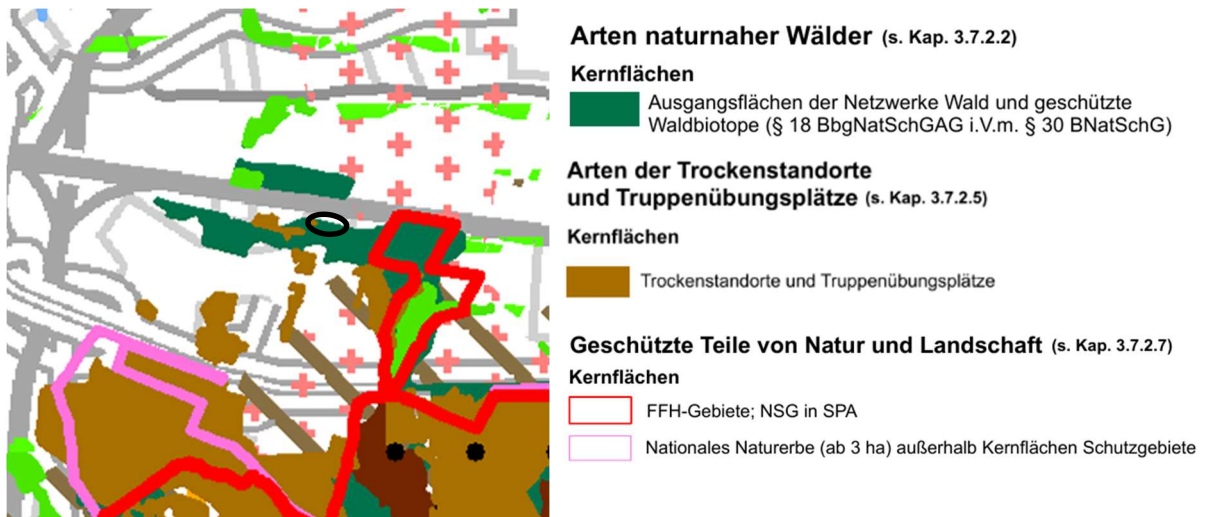 Arten naturnaher Wälder (s. Kap. 3.7.2.2)
Kernflächen
Ausgangsflächen der Netzwerke Wald und geschützte
Waldbiotope (§ 18 BbgNatSchGAG i.V.m. § 30 BNatSchG)
Arten der Trockenstandorte
und Truppenübungsplätze (s. Kap. 3.7.2.5)
Kernflächen
Trockenstandorte und Truppenübungsplätze
Geschützte Teile von Natur und Landschaft (s. Kap. 3.7.2.7)
Kernflächen
FFH-Gebiete; NSG in SPA
Nationales Naturerbe (ab 3 ha) außerhalb Kernflächen Schutzgebiete